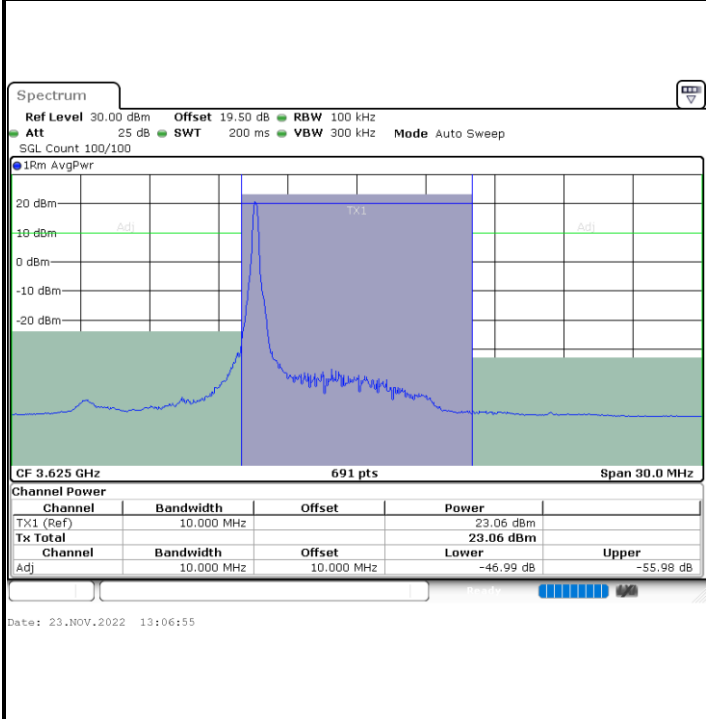 Spectrum
Ref Level 30.00 dBm Offset 19.50 dB RBW 100 kHz
Att 25 dB SWT 200 ms VBW 300 kHz Mode Auto Sweep
SGL Count 100/100
1Rm AvgPwr
20 dBm
TX1
Adj
10 dBm
Adj
0 dBm
-10 dBm
-20 dBm
CF 3.625 GHz 691 pts Span 30.0 MHz
Channel Power
Channel Bandwidth Offset Power
TX1 (Ref) 10.000 MHz 23.06 dBm
Tx Total 23.06 dBm
Channel Bandwidth Offset Lower Upper
Adj 10.000 MHz 10.000 MHz -46.99 dB -55.98 dB
Ready
Date: 23.NOV.2022 13:06:55